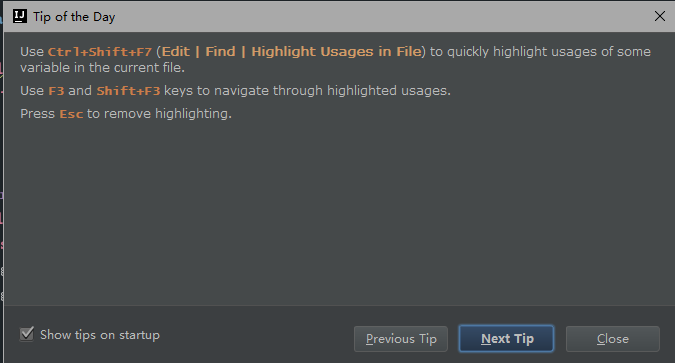 IJ Tip of the Day
Use Ctrl+Shift+F7 (Edit | Find | Highlight Usages in File) to quickly highlight usages of some
variable in the current file.
Use F3 and Shift+F3 keys to navigate through highlighted usages.
Press Esc to remove highlighting.
Show tips on startup
Previous Tip
Next Tip
Close